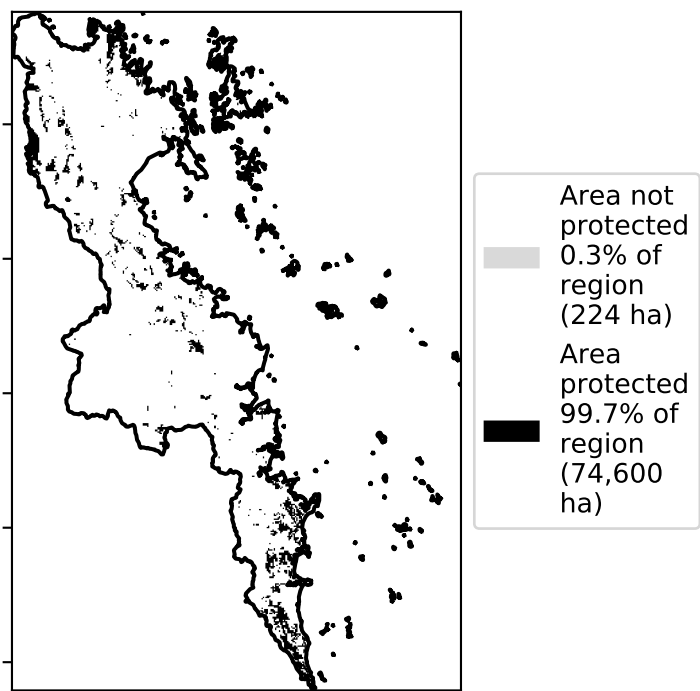 Area not
protected
0.3% of
region
(224 ha)
Area
protected
99.7% of
region
(74,600
ha)